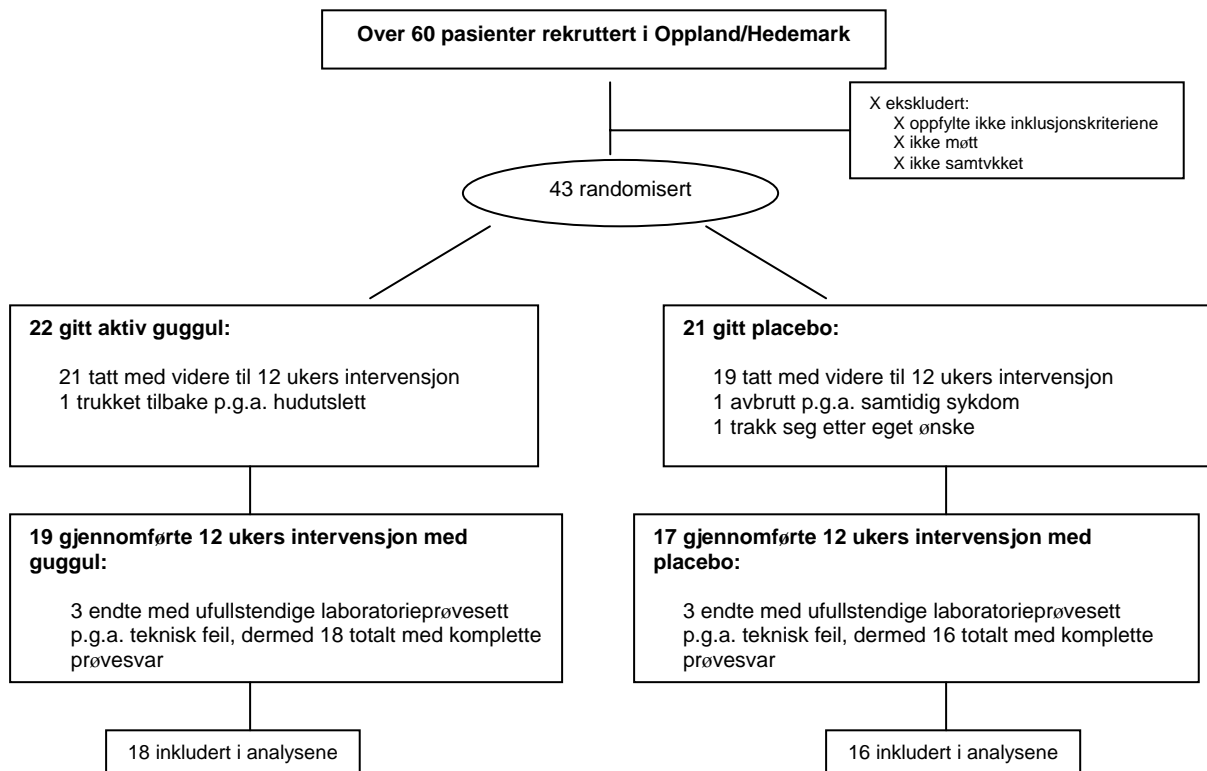 Over 60 pasienter rekruttert i Oppland/Hedemark
X ekskludert:
X oppfylte ikke inklusjonskriteriene
X ikke møtt
X ikke samtvkket
43 randomisert
22 gitt aktiv guggul:
21 tatt med videre til 12 ukers intervensjon
1 trukket tilbake p.g.a. hudutslett
21 gitt placebo:
19 tatt med videre til 12 ukers intervensjon
1 avbrutt p.g.a. samtidig sykdom
1 trakk seg etter eget ønske
19 gjennomførte 12 ukers intervensjon med
guggul:
3 endte med ufullstendige laboratorieprøvesett
p.g.a. teknisk feil, dermed 18 totalt med komplette
prøvesvar
17 gjennomførte 12 ukers intervensjon med
placebo:
3 endte med ufullstendige laboratorieprøvesett
p.g.a. teknisk feil, dermed 16 totalt med komplette
prøvesvar
18 inkludert i analysene
16 inkludert i analysene